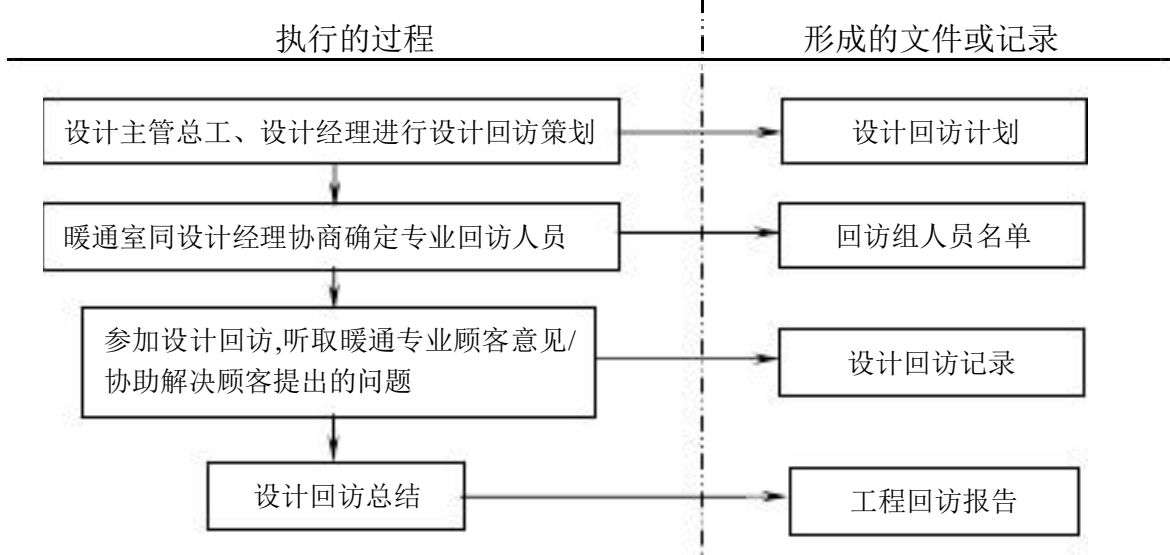 执行的过程
形成的文件或记录
设计主管总工、设计经理进行设计回访策划
设计回访计划
暖通室同设计经理协商确定专业回访人员
回访组人员名单
参加设计回访,听取暖通专业顾客意见/
协助解决顾客提出的问题
设计回访记录
设计回访总结
工程回访报告